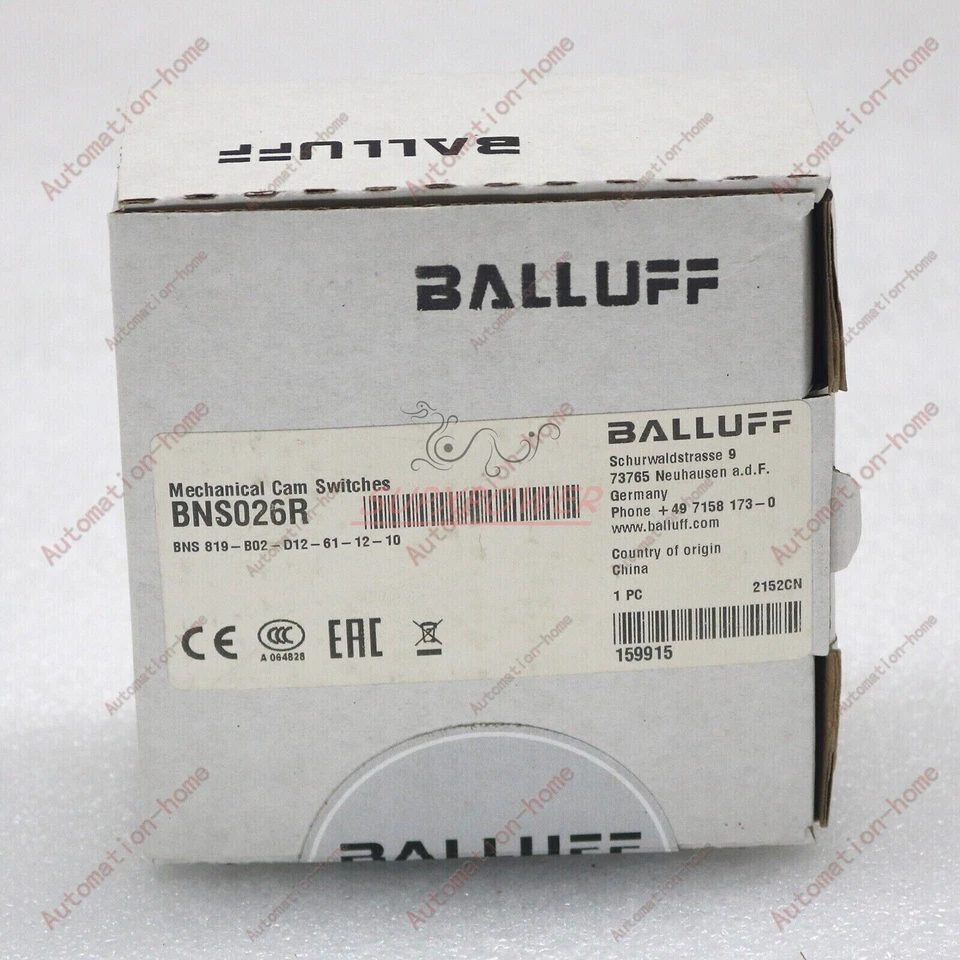 BALLUFF
BALLUFF
BALLUFF
Schurwaldstrasse 9
73765 Neuhausen a.d.F.
Germany
Phone +49 7158 173-0
www.balluff.com
Country of origin
China
1 PC 2152CN
159915
Mechanical Cam Switches
BNS026R
BNS 819-B02-D12-61-12-10
CE
CCC
A 064828
EAC
BALLUFF
Automation-home